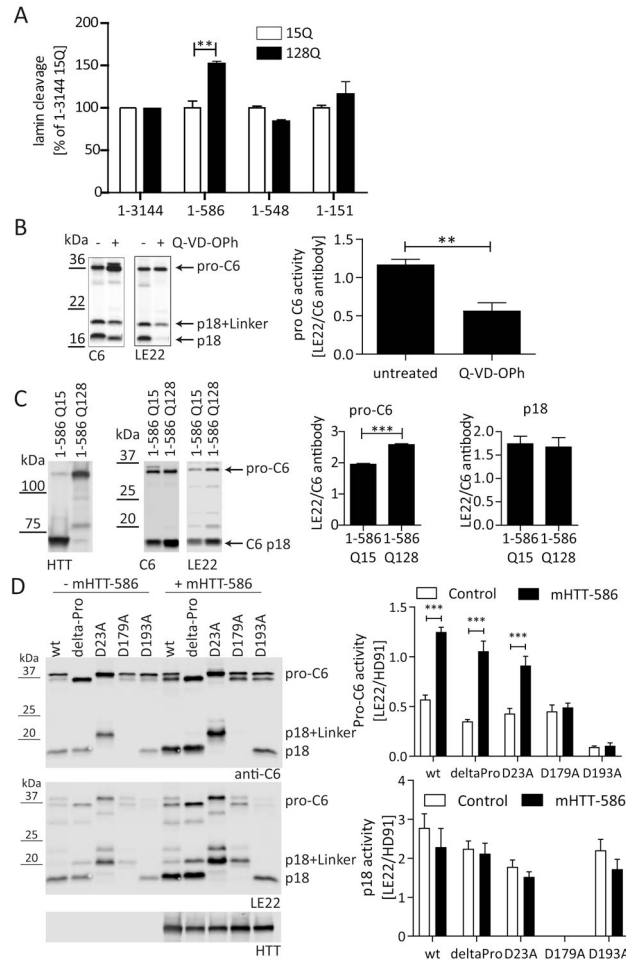 A
lamin cleavage
[% of 1-3144 15Q]
200
150
100
50
0
**
15Q
128Q
1-3144 1-586 1-548 1-151
B
kDa
- + - + Q-VD-OPh
36
22
16
pro-C6
p18+Linker
p18
C6 LE22
pro C6 activity
[LE22/C6 antibody]
1.5
1.0
0.5
0.0
**
untreated Q-VD-OPh
C
1-586 Q15
1-586 Q128
kDa
100
75
HTT
1-586 Q15
1-586 Q128
1-586 Q15
1-586 Q128
37
25
20
pro-C6
C6 p18
C6 LE22
pro-C6
LE22/C6 antibody
3.0
2.5
2.0
1.5
1.0
0.5
0.0
***
1-586 Q15
1-586 Q128
p18
LE22/C6 antibody
2.0
1.5
1.0
0.5
0.0
1-586 Q15
1-586 Q128
D
- mHTT-586 + mHTT-586
wt delta-Pro D23A D179A D193A wt delta-Pro D23A D179A D193A
kDa
37
25
20
pro-C6
p18+Linker
p18
anti-C6
kDa
37
25
20
pro-C6
p18+Linker
p18
LE22
HTT
Control mHTT-586
Pro-C6 activity
[LE22/HD91]
1.5
1.0
0.5
0.0
*** *** ***
wt deltaPro D23A D179A D193A
Control mHTT-586
p18 activity
[LE22/HD91]
4
3
2
1
0
wt deltaPro D23A D179A D193A